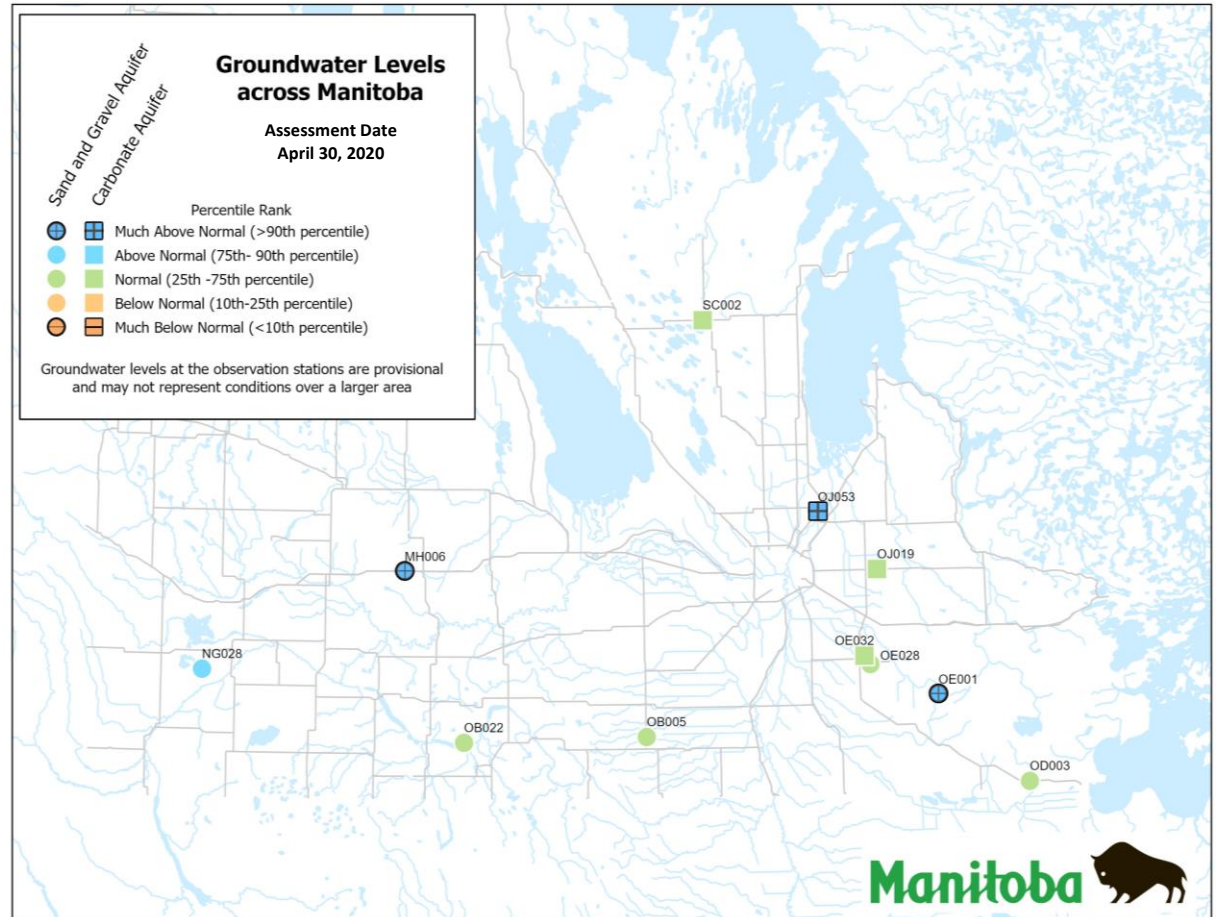 Groundwater Levels
across Manitoba
Assessment Date
April 30, 2020
Sand and Gravel Aquifer
Carbonate Aquifer
Percentile Rank
Much Above Normal (>90th percentile)
Above Normal (75th- 90th percentile)
Normal (25th -75th percentile)
Below Normal (10th-25th percentile)
Much Below Normal (<10th percentile)
Groundwater levels at the observation stations are provisional
and may not represent conditions over a larger area
SC002
OJ053
OJ019
MH006
OE032
OE028
NG028
OE001
OB022
OB005
OD003
Manitoba